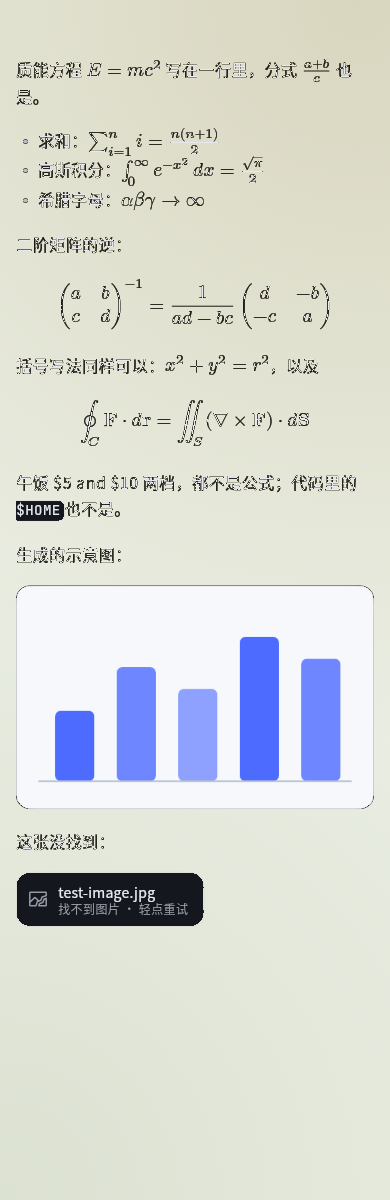 质能方程 E = mc² 写在一行里，公式 a+b/c 也
是。
• 求和：∑ᵢ₌₁ⁿ i = n(n+1)/2
• 高斯积分：∫₀^∞ e^{-x²} dx = √π/2
• 希腊字母：αβγ → ∞
二阶矩阵的逆：
(a b; c d)⁻¹ = 1/(ad − bc) (d −b; −c a)
括号写法同样可以：x² + y² = r²，以及
∮_C 𝔽 · d𝕣 = ∬_S (∇ × 𝔽) · d𝕊
午饭 $5 and $10 两档，都不是公式；代码里的
$HOME 也不是。
生成的示意图：
这张没找到：
test-image.jpg
找不到图片 · 轻点重试